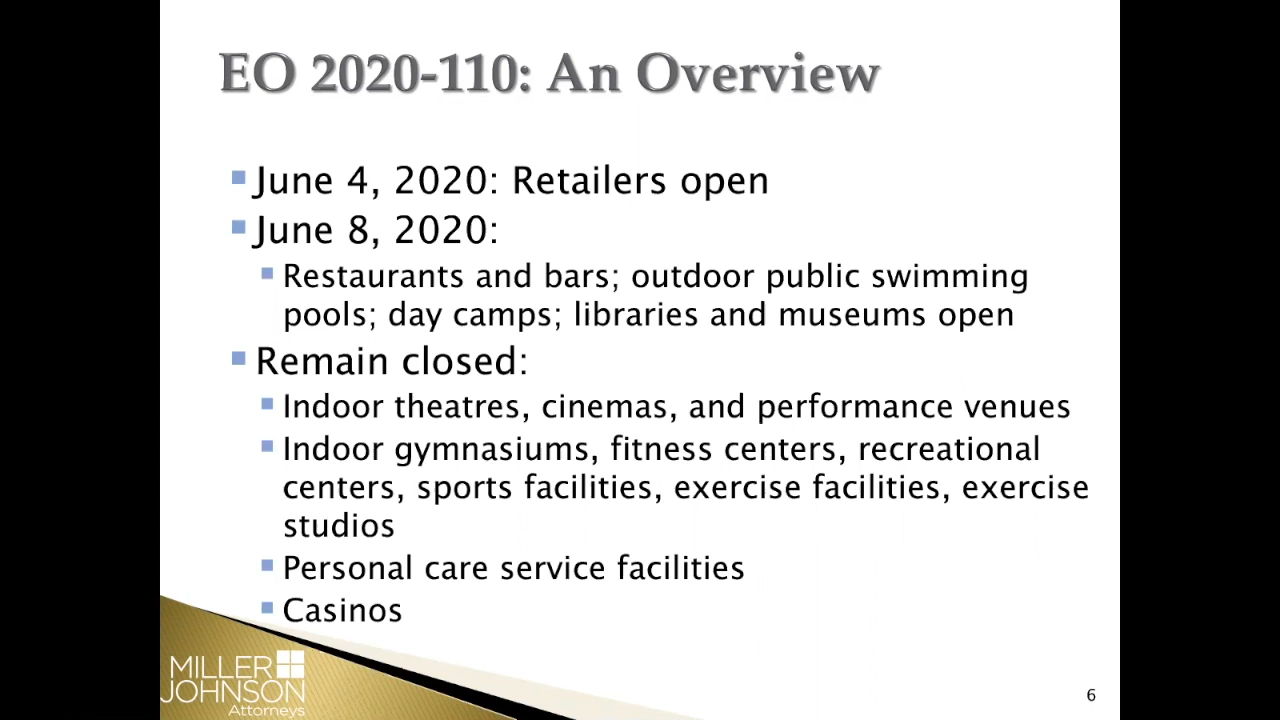 EO 2020-110: An Overview
June 4, 2020: Retailers open
June 8, 2020:
Restaurants and bars; outdoor public swimming
pools; day camps; libraries and museums open
Remain closed:
Indoor theatres, cinemas, and performance venues
Indoor gymnasiums, fitness centers, recreational
centers, sports facilities, exercise facilities, exercise
studios
Personal care service facilities
Casinos
MILLER
JOHNSON
Attorneys
6